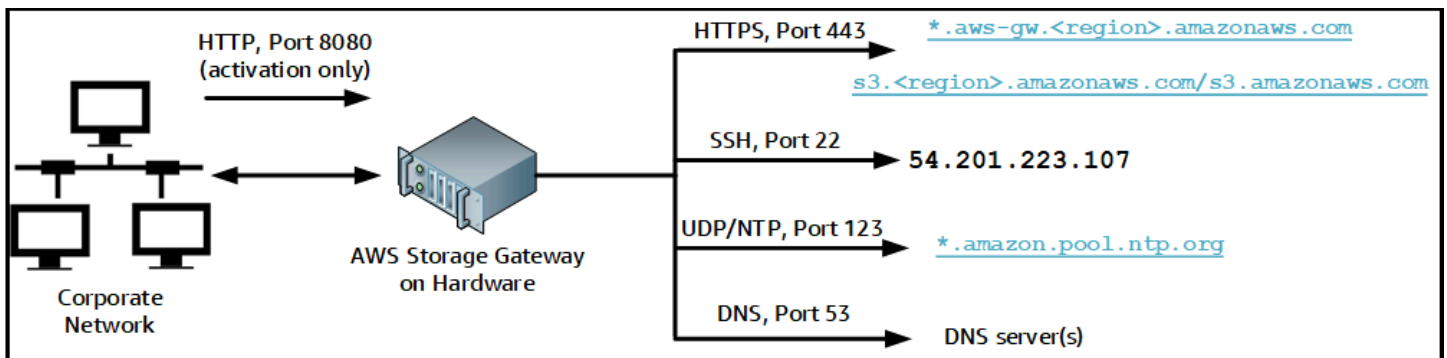 HTTP, Port 8080
(activation only)
Corporate
Network
AWS Storage Gateway
on Hardware
HTTPS, Port 443
*.aws-gw.<region>.amazonaws.com
s3.<region>.amazonaws.com/s3.amazonaws.com
SSH, Port 22
54.201.223.107
UDP/NTP, Port 123
*.amazon.pool.ntp.org
DNS, Port 53
DNS server(s)